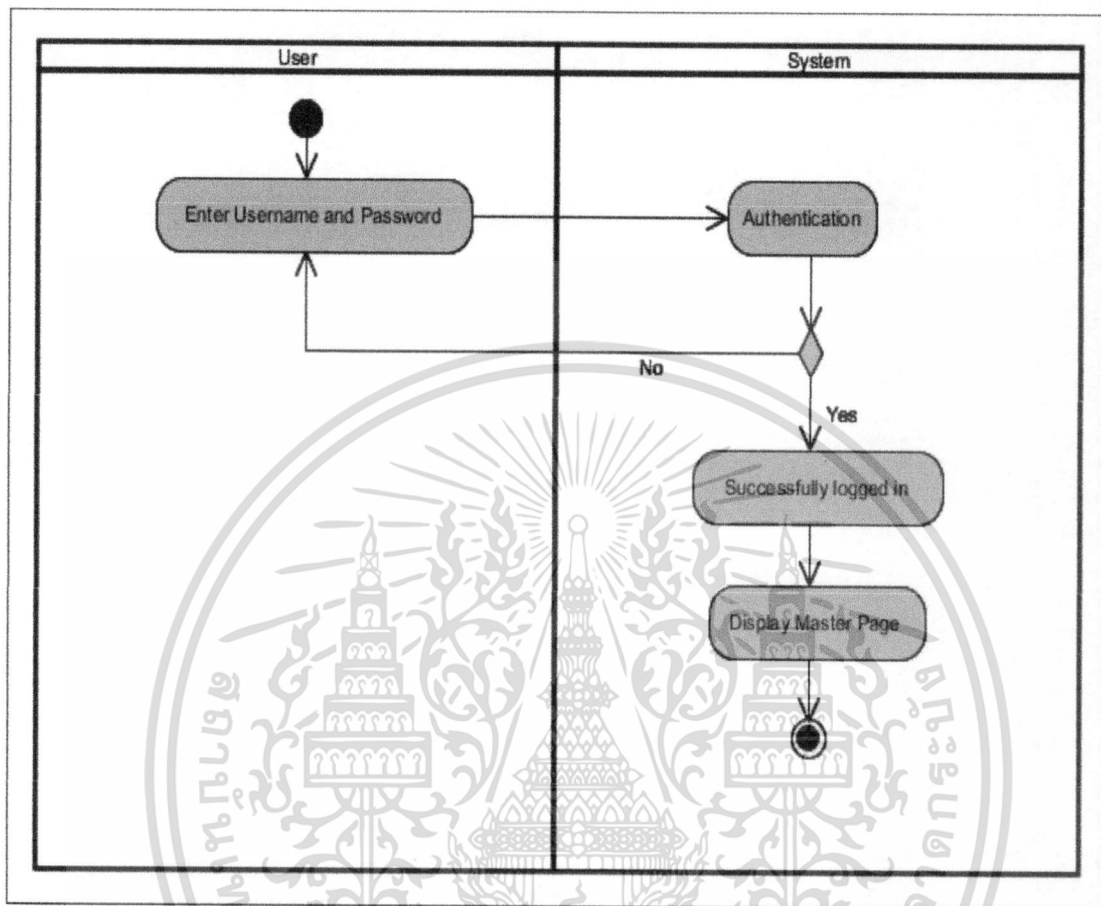 User
System
Enter Username and Password
Authentication
No
Yes
Successfully logged in
Display Master Page